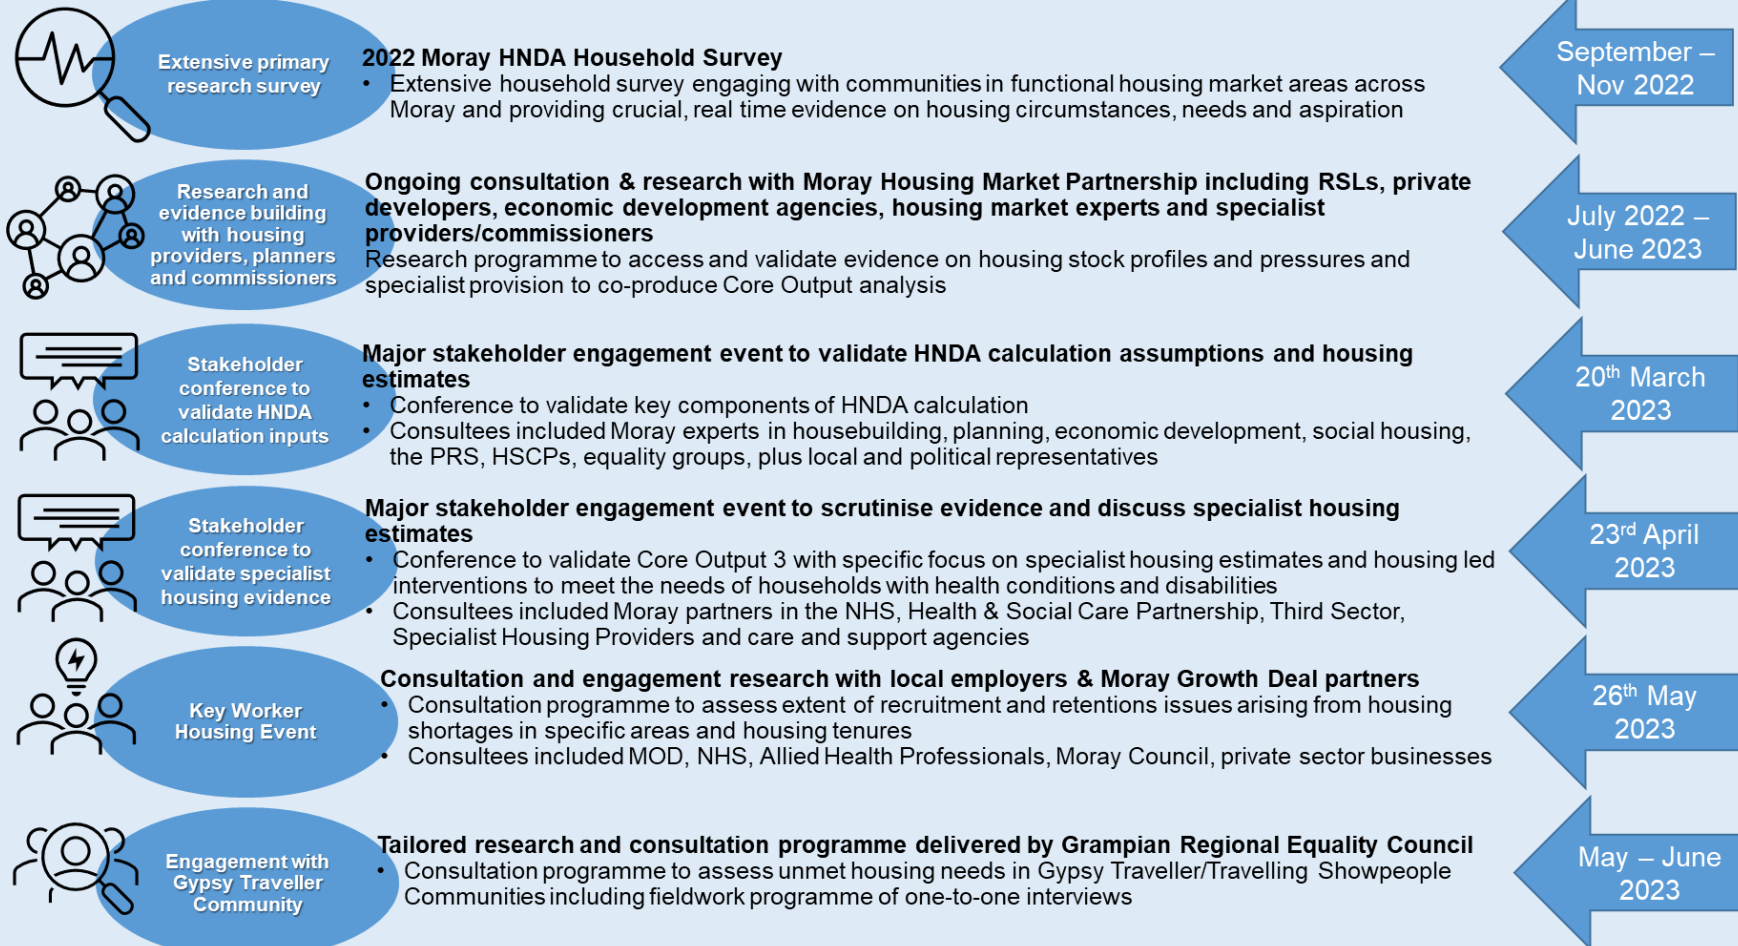 Extensive primary
research survey
2022 Moray HNDA Household Survey
• Extensive household survey engaging with communities in functional housing market areas across
Moray and providing crucial, real time evidence on housing circumstances, needs and aspiration
September –
Nov 2022
Research and
evidence building
with housing
providers, planners
and commissioners
Ongoing consultation & research with Moray Housing Market Partnership including RSLs, private
developers, economic development agencies, housing market experts and specialist
providers/commissioners
Research programme to access and validate evidence on housing stock profiles and pressures and
specialist provision to co-produce Core Output analysis
July 2022 –
June 2023
Stakeholder
conference to
validate HNDA
calculation inputs
Major stakeholder engagement event to validate HNDA calculation assumptions and housing
estimates
• Conference to validate key components of HNDA calculation
• Consultees included Moray experts in housebuilding, planning, economic development, social housing,
the PRS, HSCPs, equality groups, plus local and political representatives
20th March
2023
Stakeholder
conference to
validate specialist
housing evidence
Major stakeholder engagement event to scrutinise evidence and discuss specialist housing
estimates
• Conference to validate Core Output 3 with specific focus on specialist housing estimates and housing led
interventions to meet the needs of households with health conditions and disabilities
• Consultees included Moray partners in the NHS, Health & Social Care Partnership, Third Sector,
Specialist Housing Providers and care and support agencies
23rd April
2023
Key Worker
Housing Event
Consultation and engagement research with local employers & Moray Growth Deal partners
• Consultation programme to assess extent of recruitment and retentions issues arising from housing
shortages in specific areas and housing tenures
• Consultees included MOD, NHS, Allied Health Professionals, Moray Council, private sector businesses
26th May
2023
Engagement with
Gypsy Traveller
Community
Tailored research and consultation programme delivered by Grampian Regional Equality Council
• Consultation programme to assess unmet housing needs in Gypsy Traveller/Travelling Showpeople
Communities including fieldwork programme of one-to-one interviews
May – June
2023